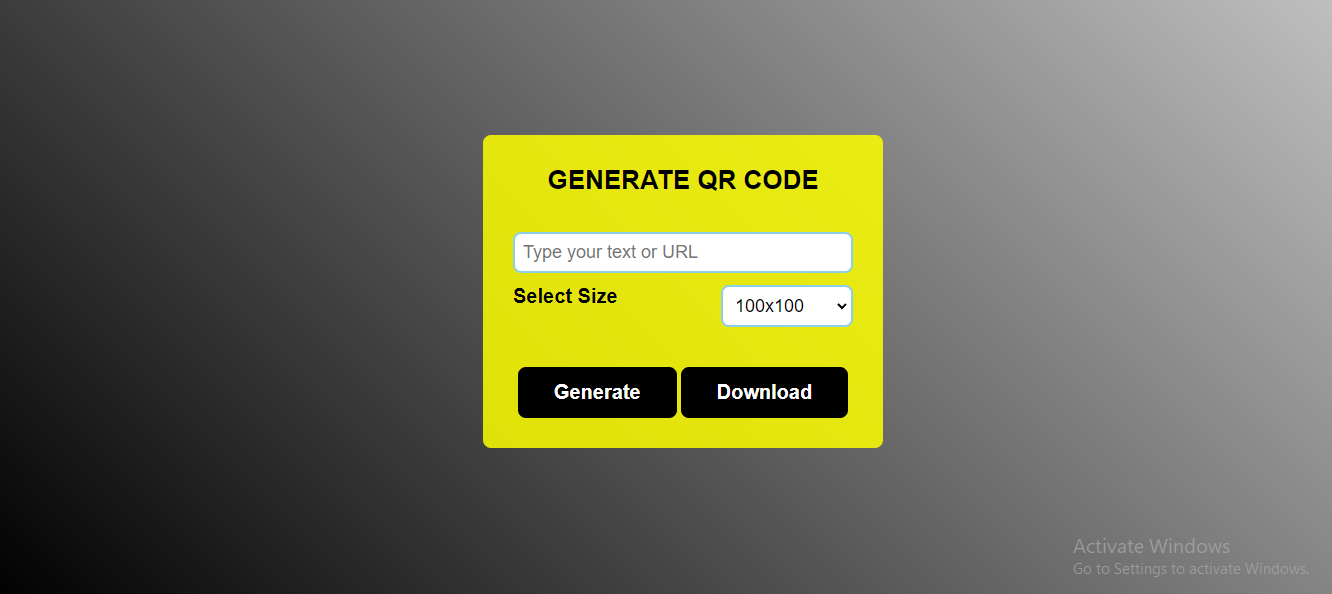 GENERATE QR CODE
Type your text or URL
Select Size
100x100
Generate
Download
Activate Windows
Go to Settings to activate Windows.